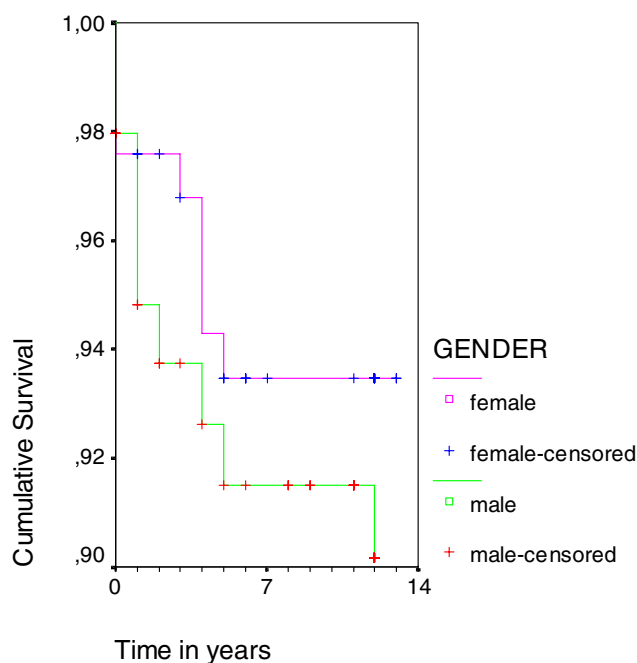 1,00
,98
,96
,94
,92
,90
Cumulative Survival
0
7
14
Time in years
GENDER
female
female-censored
male
male-censored